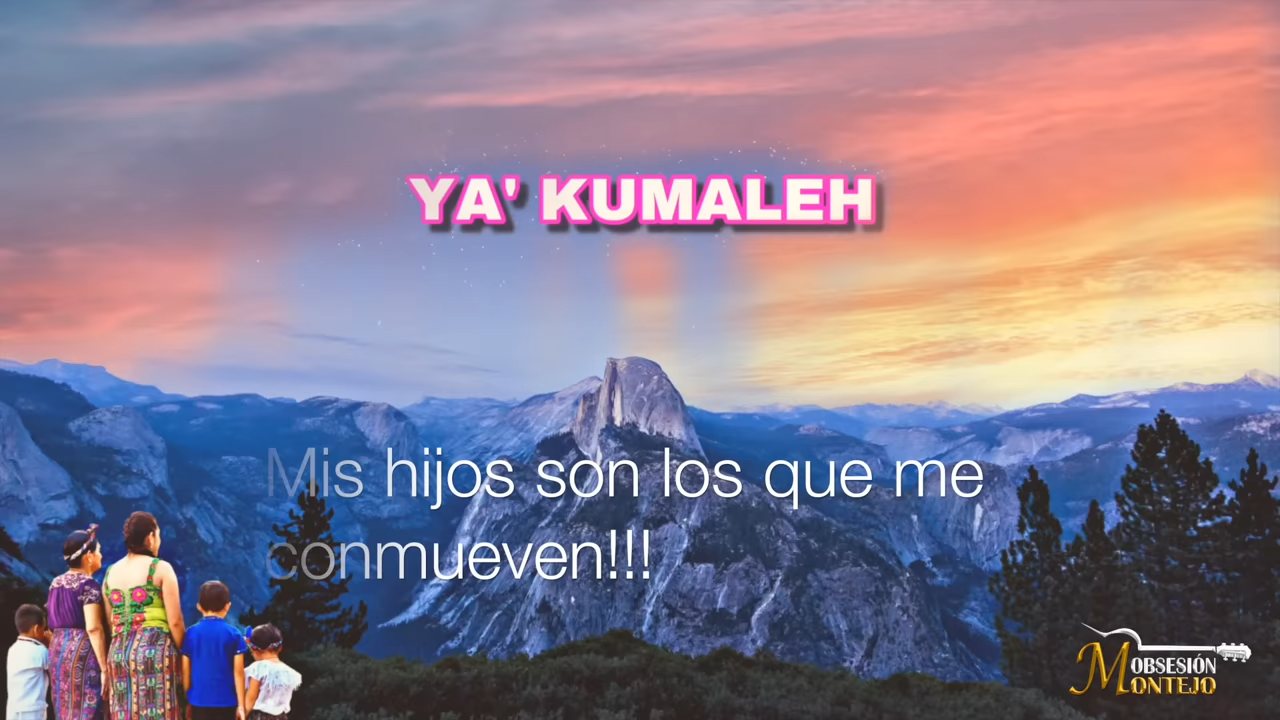 YA' KUMALEH
Mis hijos son los que me
conmueven!!!
OBSESIÓN
MONTEJO